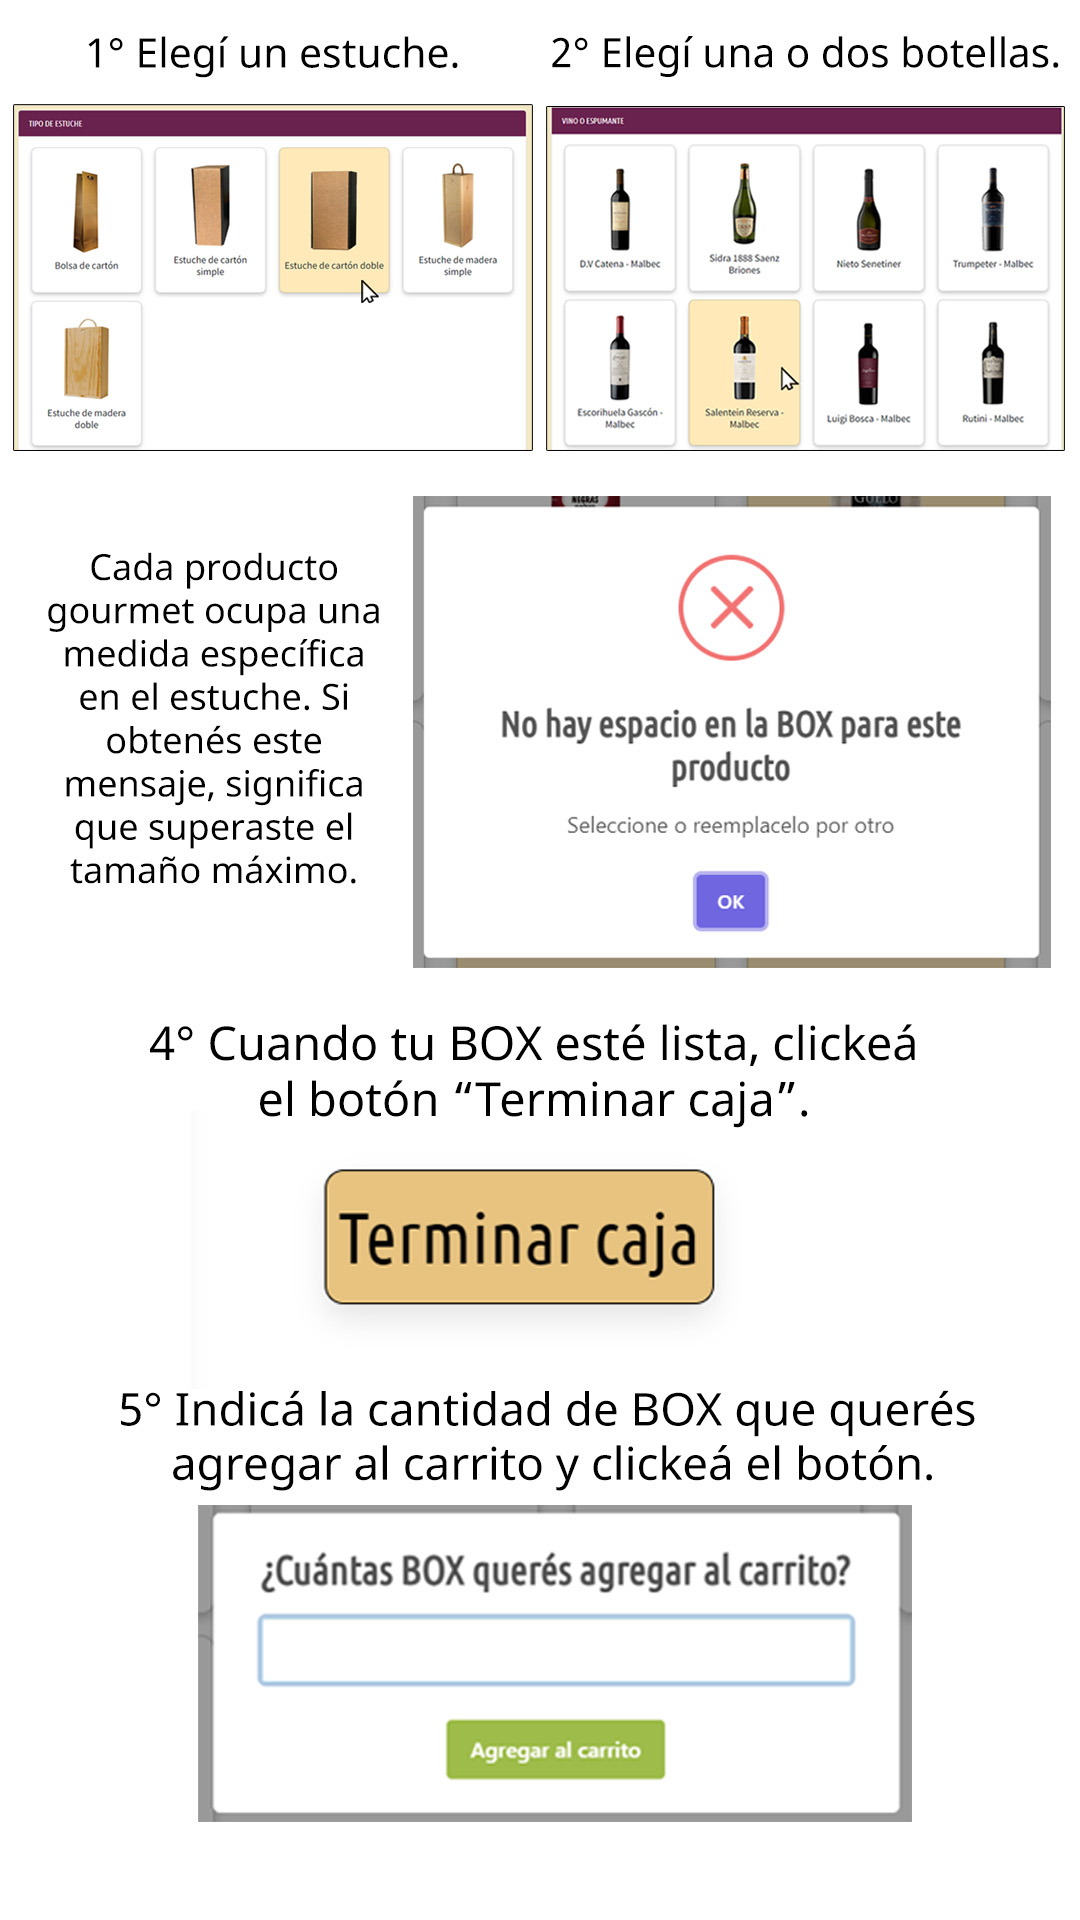 1° Elegí un estuche.
TIPO DE ESTUCHE
Bolsa de cartón
Estuche de cartón
simple
Estuche de cartón doble
Estuche de madera
simple
Estuche de madera
doble
2° Elegí una o dos botellas.
VINO O ESPUMANTE
D.V Catena - Malbec
Sidra 1888 Saenz
Briones
Nieto Senetiner
Trumpeter - Malbec
Escorihuela Gascón -
Malbec
Salentein Reserva -
Malbec
Luigi Bosca - Malbec
Rutini - Malbec
Cada producto
gourmet ocupa una
medida específica
en el estuche. Si
obtenés este
mensaje, significa
que superaste el
tamaño máximo.
NEGRAS
No hay espacio en la BOX para este
producto
Seleccione o reemplacelo por otro
OK
4° Cuando tu BOX esté lista, clickeá
el botón “Terminar caja”.
Terminar caja
5° Indicá la cantidad de BOX que querés
agregar al carrito y clickeá el botón.
¿Cuántas BOX querés agregar al carrito?
Agregar al carrito